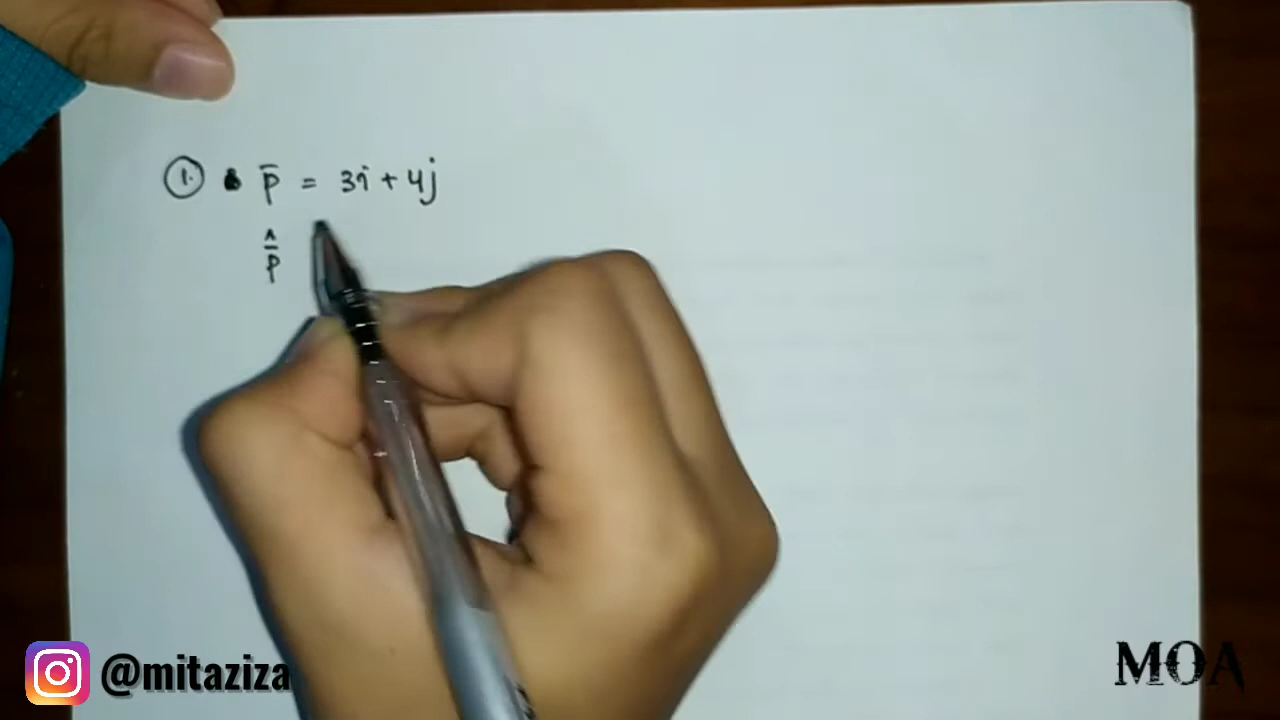 1. p̄ = 3i + 4j
p̄̂
@mitaziza
MOA